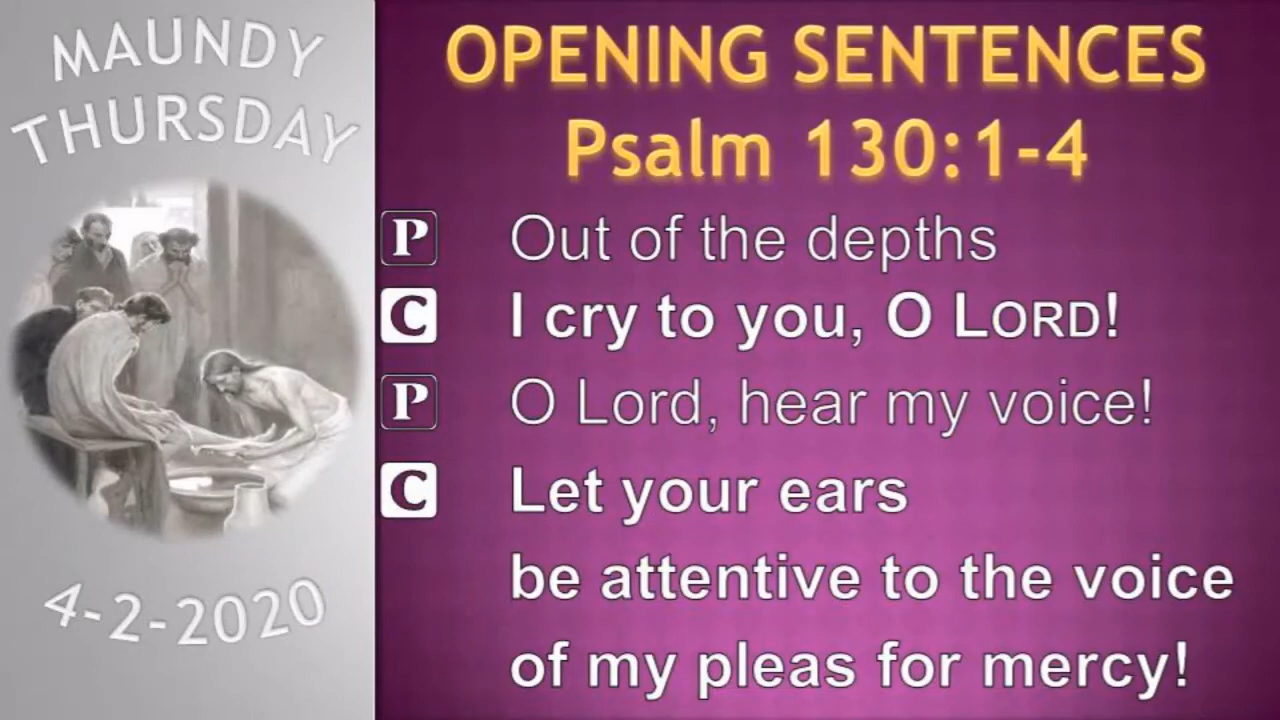 MAUNDY
THURSDAY
4-2-2020
OPENING SENTENCES
Psalm 130:1-4
P Out of the depths
C I cry to you, O LORD!
P O Lord, hear my voice!
C Let your ears
be attentive to the voice
of my pleas for mercy!